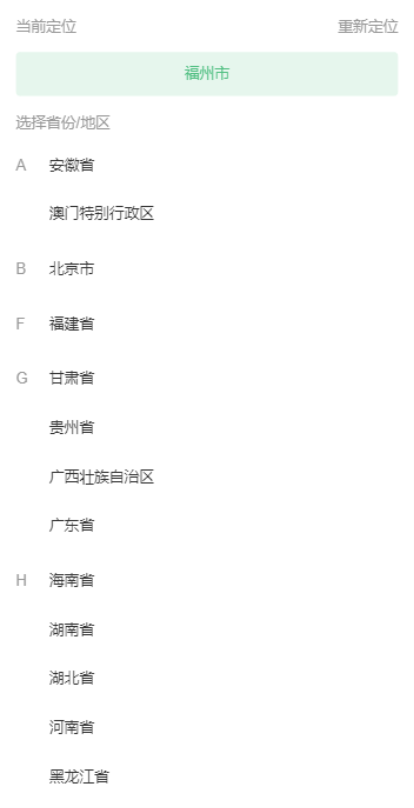 当前定位 重新定位
福州市
选择省份/地区
A 安徽省
澳门特别行政区
B 北京市
F 福建省
G 甘肃省
贵州省
广西壮族自治区
广东省
H 海南省
湖南省
湖北省
河南省
黑龙江省